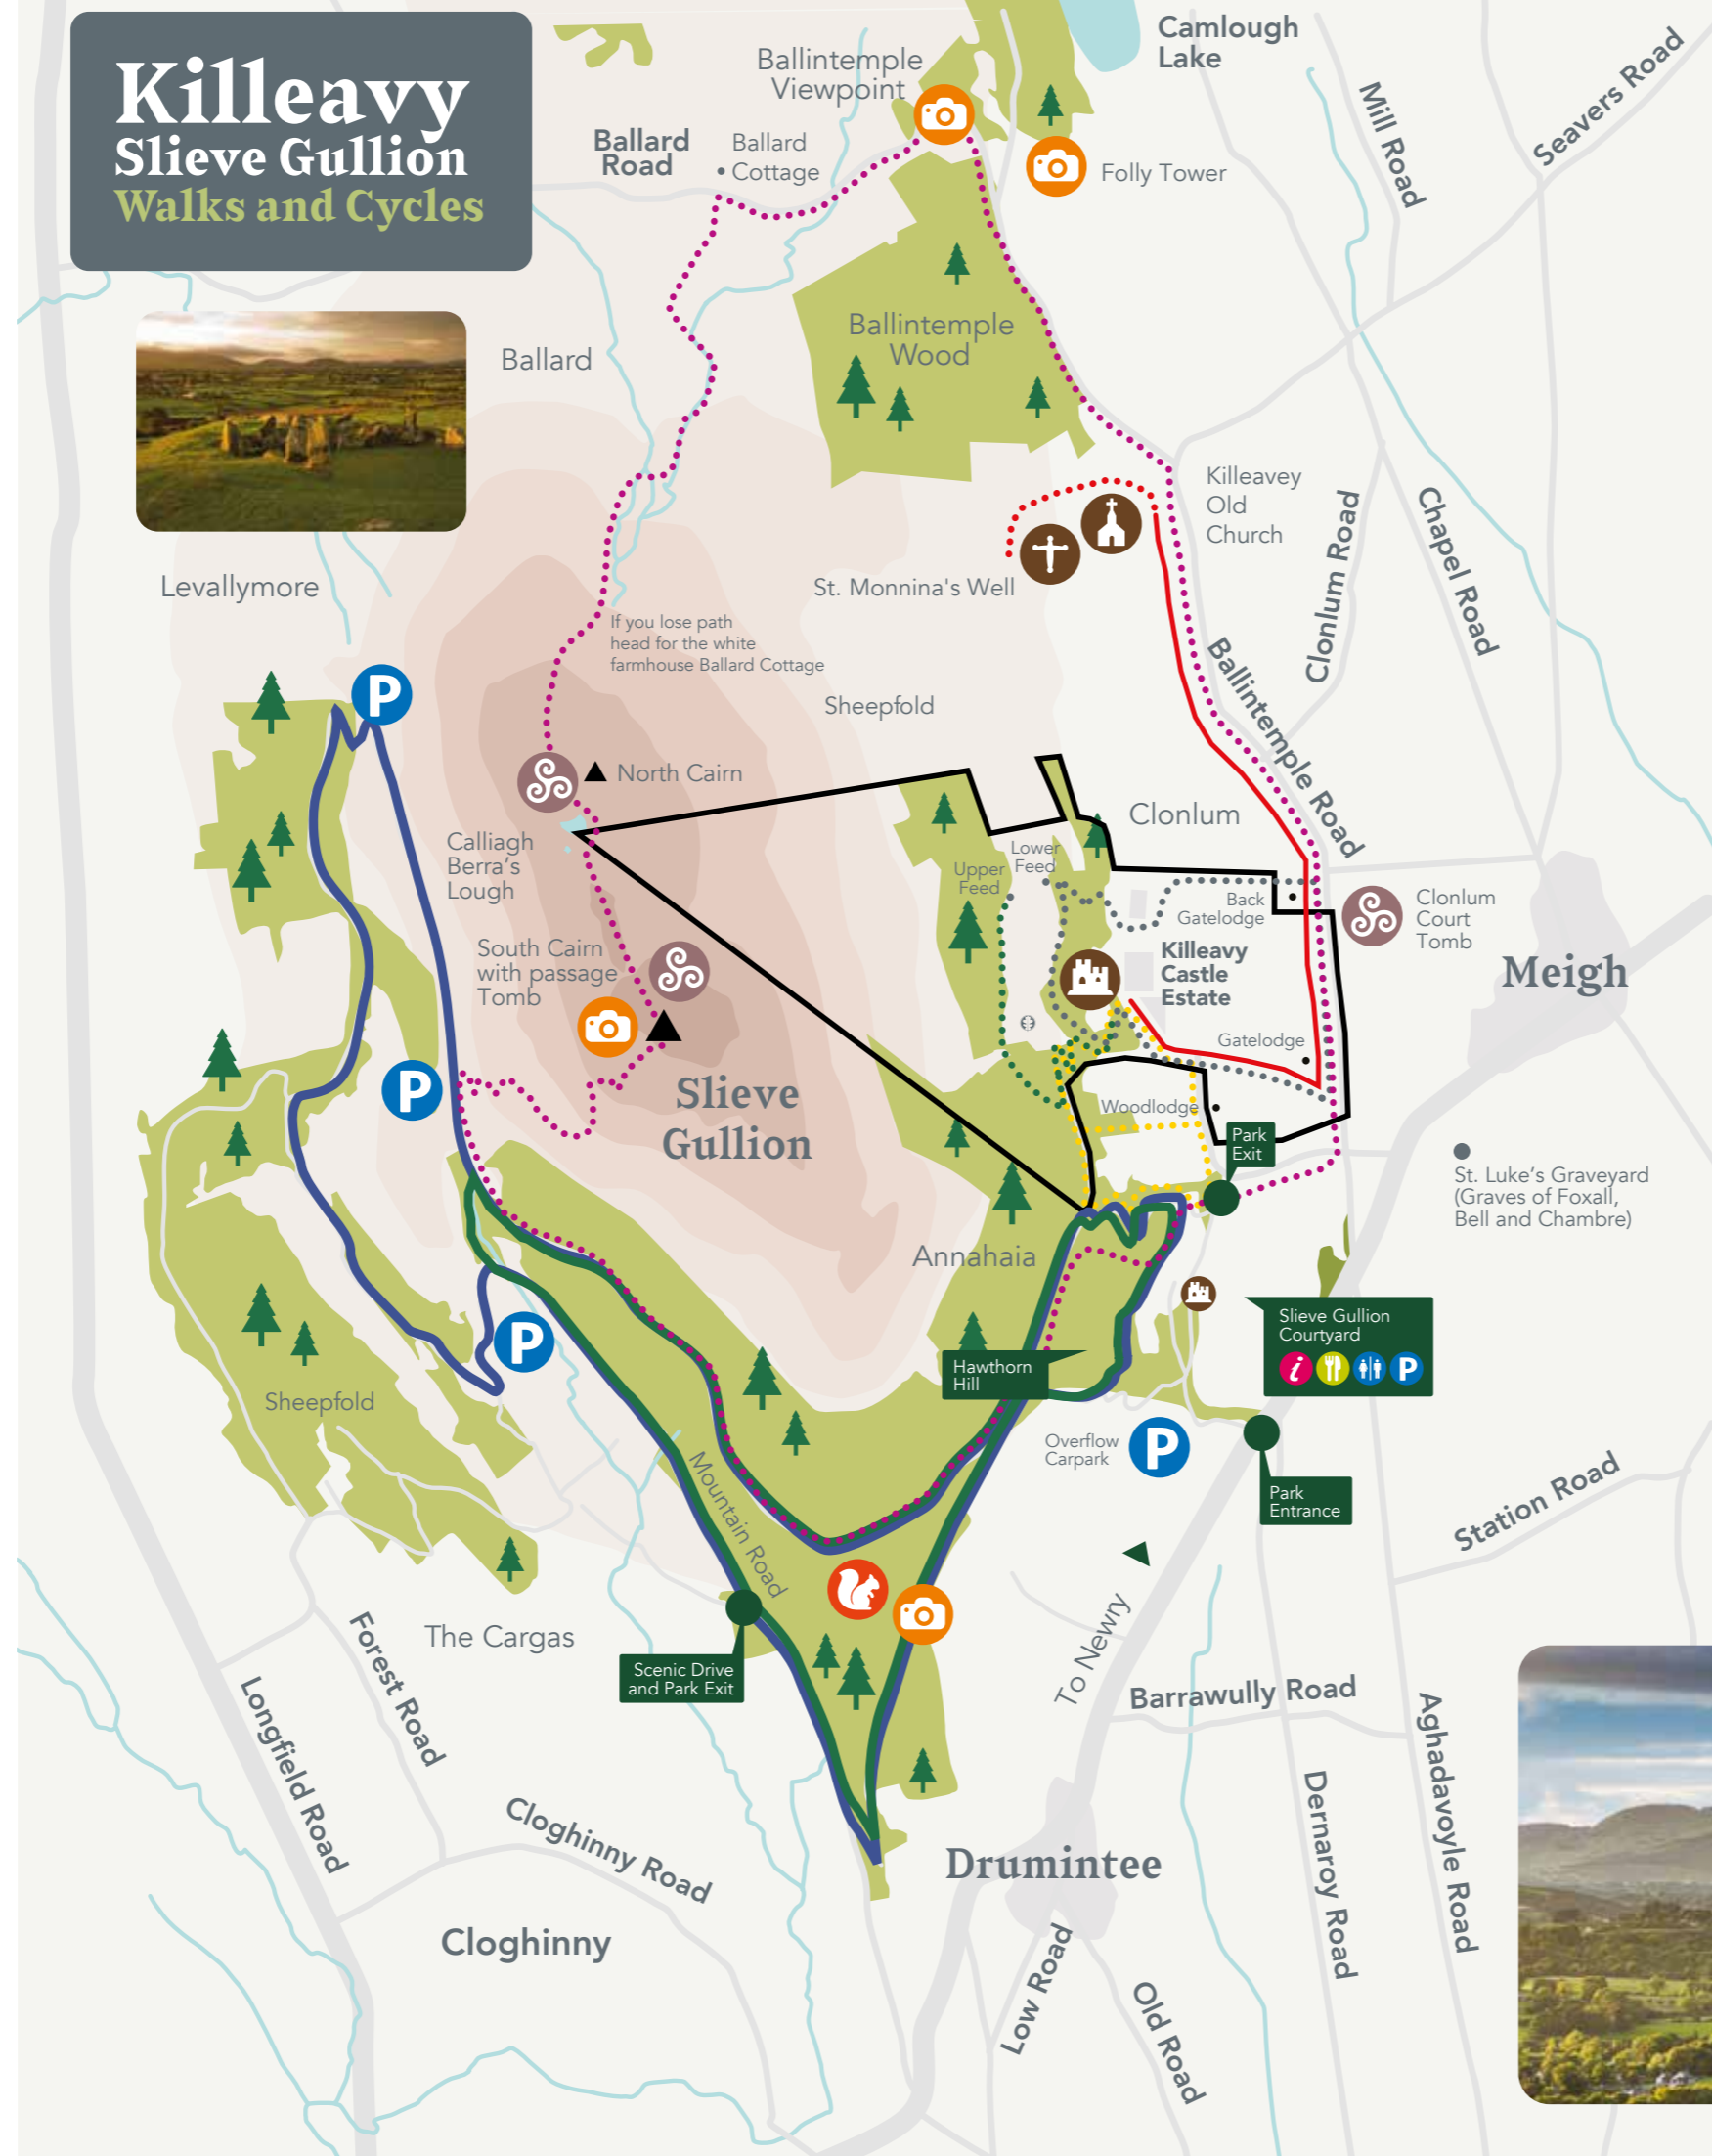 Killeavy
Slieve Gullion
Walks and Cycles
Camlough
Lake
Ballintemple
Viewpoint
Mill Road
Seavers Road
Ballard
Road
Ballard
Cottage
Folly Tower
Ballintemple
Wood
Ballard
Killeavey
Old
Church
Clonlum Road
Chapel Road
Levallymore
St. Monnina's Well
If you lose path
head for the white
farmhouse Ballard Cottage
Sheepfold
Ballintemple Road
P
North Cairn
Clonlum
Calliagh
Berra's
Lough
Lower
Feed
Upper
Feed
Back
Gatelodge
Clonlum
Court
Tomb
South Cairn
with passage
Tomb
Killeavy
Castle
Estate
Meigh
Gatelodge
P
Slieve
Gullion
Woodlodge
Park
Exit
St. Luke's Graveyard
(Graves of Foxall,
Bell and Chambre)
Annahaia
P
Slieve Gullion
Courtyard
i
P
Hawthorn
Hill
Sheepfold
Overflow
Carpark
P
Mountain Road
Park
Entrance
Station Road
The Cargas
Forest Road
Scenic Drive
and Park Exit
To Newry
Barrawully Road
Longfield Road
Aghadavoyle Road
Dernaroy Road
Cloghinny Road
Drumintee
Cloghinny
Low Road
Old Road